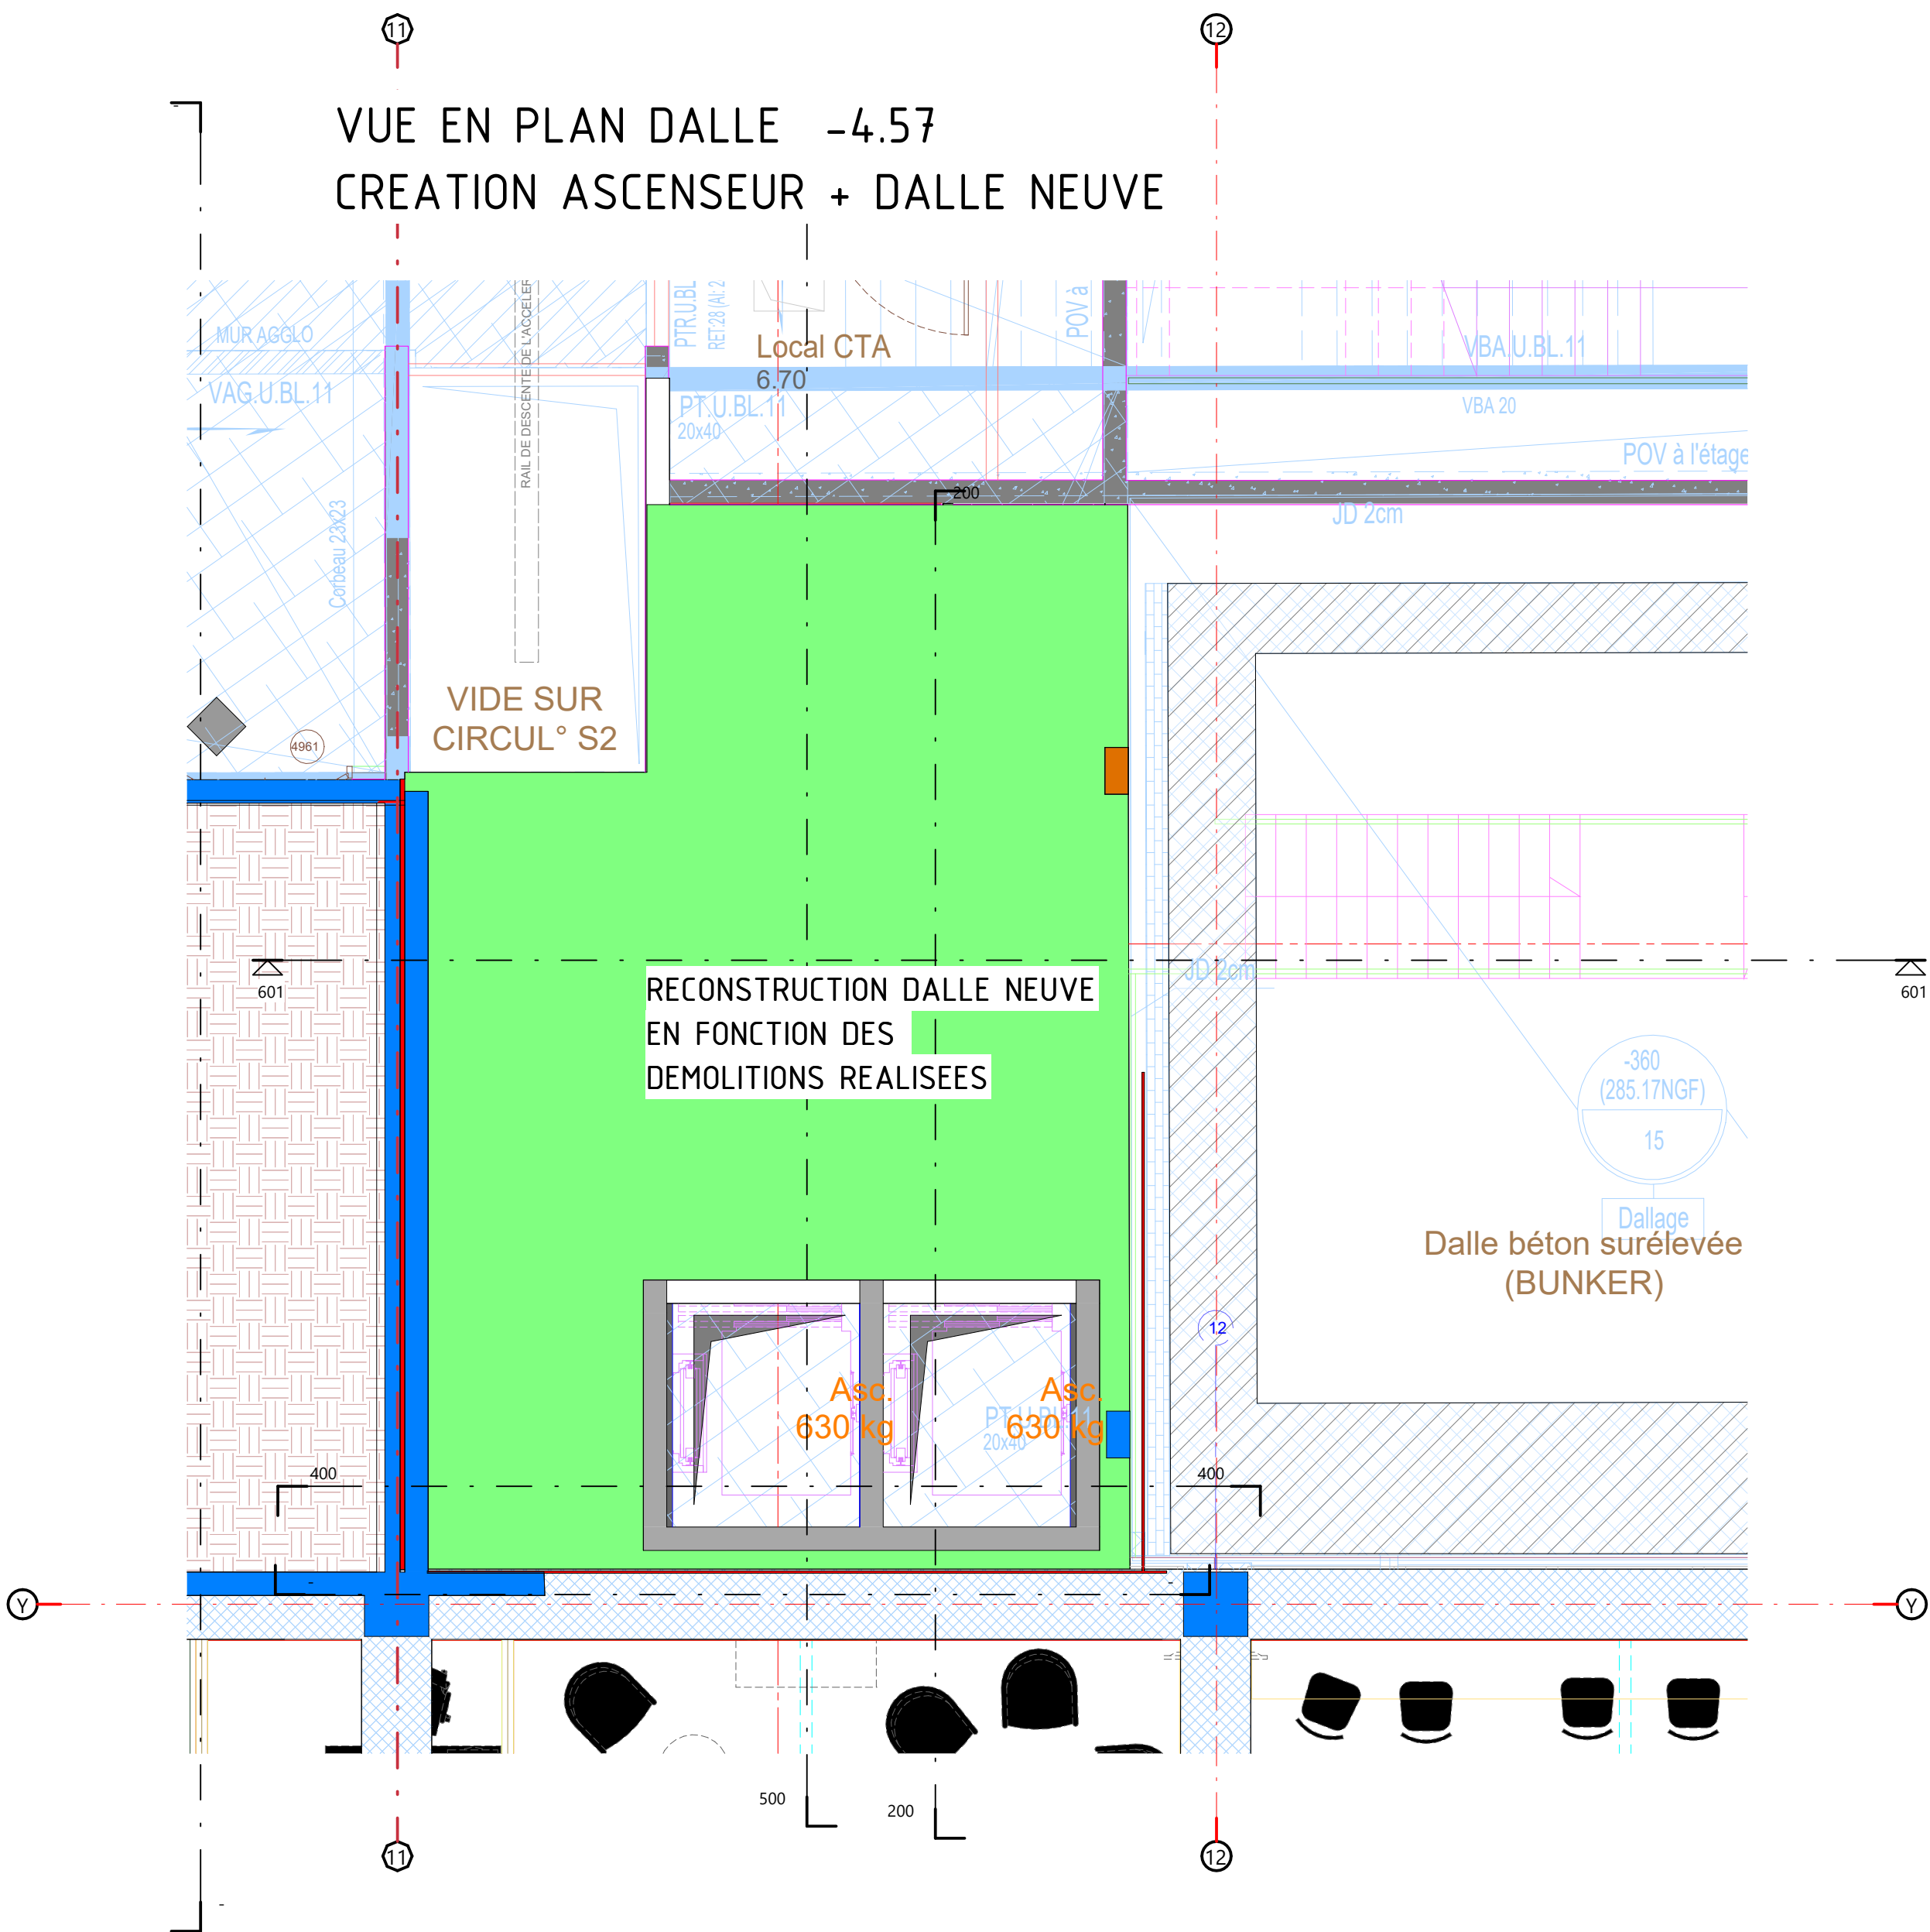 11
12
VUE EN PLAN DALLE -4.57
CREATION ASCENSEUR + DALLE NEUVE
MUR AGGLO
VAG.U.BL.11
Corbeau 23x23
RAIL DE DESCENTE DE L'ACCELER
PTR.U.BL
Local CTA
6.70
PT.U.BL.11
20x40
POV à
VBA.U.BL.11
VBA 20
POV à l'étage
200
JD 2cm
VIDE SUR
CIRCUL° S2
4961
601
JD 2cm
601
RECONSTRUCTION DALLE NEUVE
EN FONCTION DES
DEMOLITIONS REALISEES
-360
(285.17NGF)
15
Dallage
Dalle béton surélevée
(BUNKER)
12
Asc.
630 kg
Asc.
630 kg
PT.U.BL.11
20x40
400
400
Y
Y
500
200
11
12